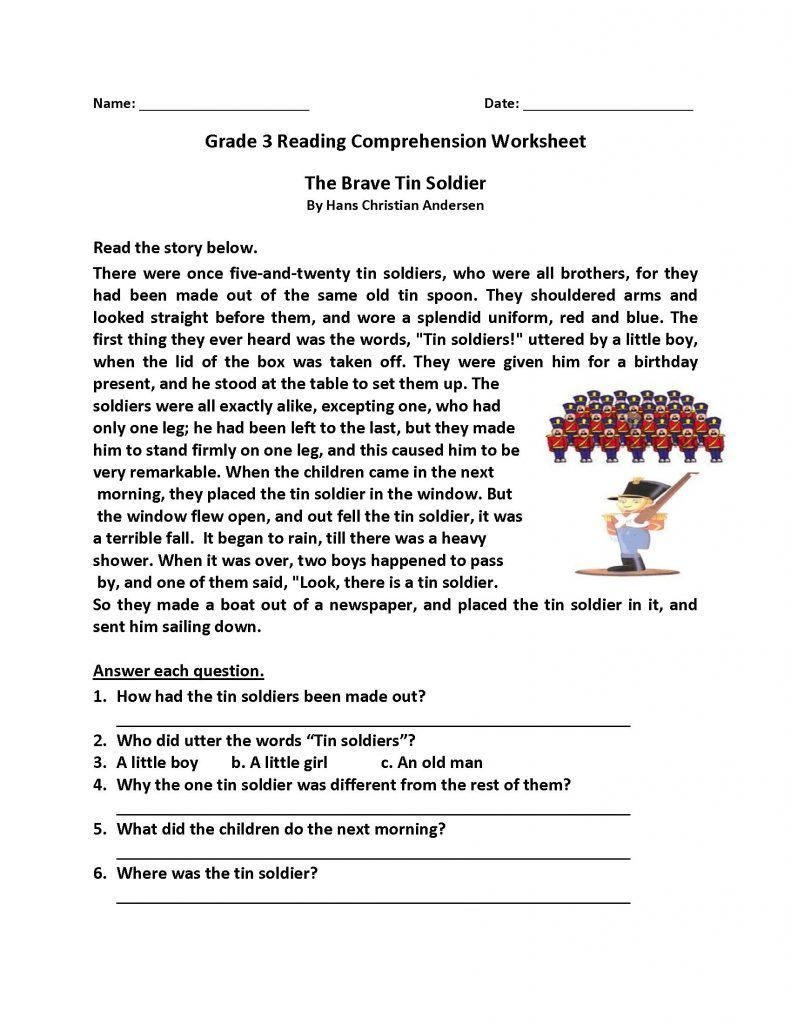 Name: ____________________ Date: ____________________
Grade 3 Reading Comprehension Worksheet
The Brave Tin Soldier
By Hans Christian Andersen
Read the story below.
There were once five-and-twenty tin soldiers, who were all brothers, for they
had been made out of the same old tin spoon. They shouldered arms and
looked straight before them, and wore a splendid uniform, red and blue. The
first thing they ever heard was the words, "Tin soldiers!" uttered by a little boy,
when the lid of the box was taken off. They were given him for a birthday
present, and he stood at the table to set them up. The
soldiers were all exactly alike, excepting one, who had
only one leg; he had been left to the last, but they made
him to stand firmly on one leg, and this caused him to be
very remarkable. When the children came in the next
morning, they placed the tin soldier in the window. But
the window flew open, and out fell the tin soldier, it was
a terrible fall. It began to rain, till there was a heavy
shower. When it was over, two boys happened to pass
by, and one of them said, "Look, there is a tin soldier.
So they made a boat out of a newspaper, and placed the tin soldier in it, and
sent him sailing down.
Answer each question.
1. How had the tin soldiers been made out?
2. Who did utter the words “Tin soldiers”?
3. A little boy b. A little girl c. An old man
4. Why the one tin soldier was different from the rest of them?
5. What did the children do the next morning?
6. Where was the tin soldier?